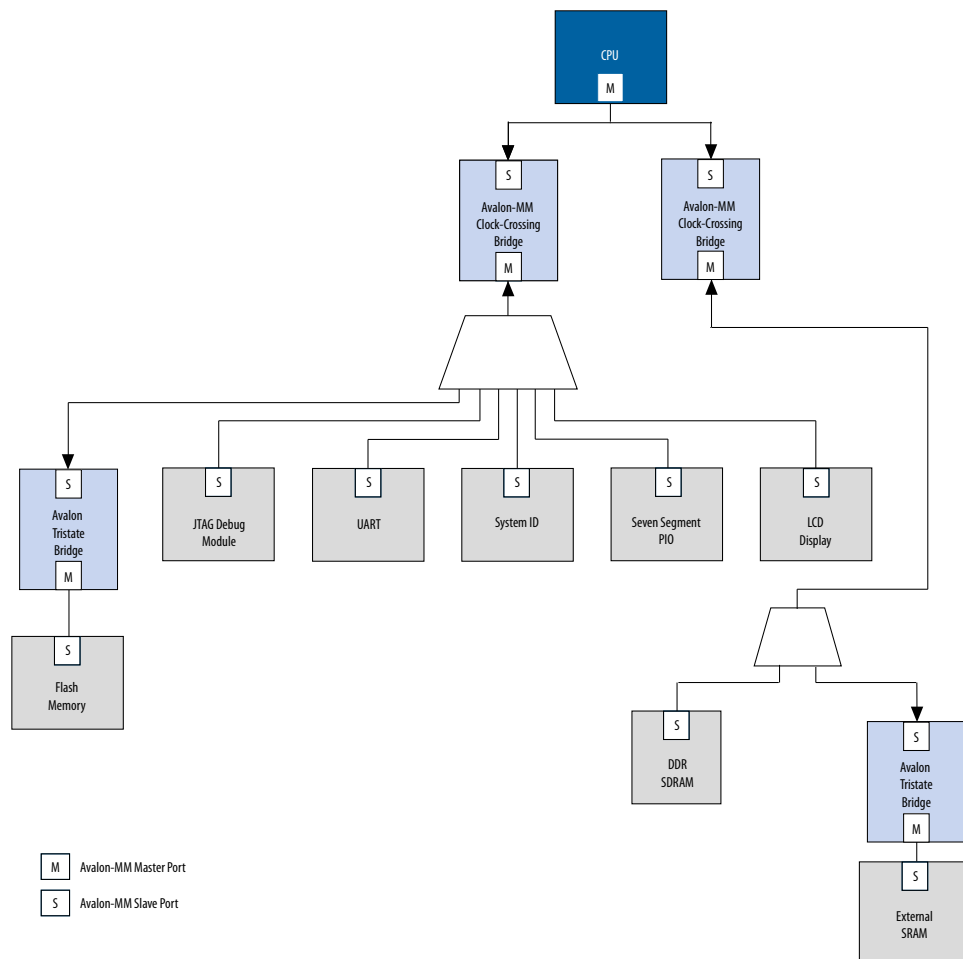 CPU
M
S
Avalon-MM
Clock-Crossing
Bridge
M
S
Avalon-MM
Clock-Crossing
Bridge
M
S
Avalon
Tristate
Bridge
M
S
JTAG Debug
Module
S
UART
S
System ID
S
Seven Segment
PIO
S
LCD
Display
S
Flash
Memory
S
DDR
SDRAM
S
Avalon
Tristate
Bridge
M
S
External
SRAM
M Avalon-MM Master Port
S Avalon-MM Slave Port